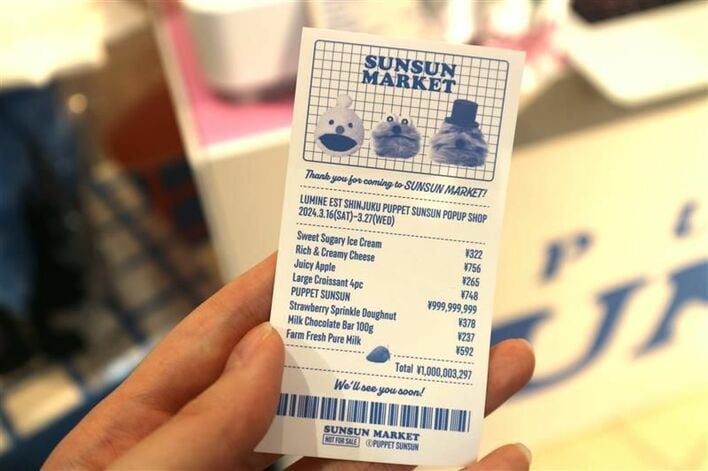 SUNSUN
MARKET
Thank you for coming to SUNSUN MARKET!
LUMINE EST SHINJUKU PUPPET SUNSUN POPUP SHOP
2024.3.16(SAT)–3.27(WED)
Sweet Sugary Ice Cream ¥322
Rich & Creamy Cheese ¥756
Juicy Apple ¥265
Large Croissant 4pc ¥748
PUPPET SUNSUN ¥999,999,999
Strawberry Sprinkle Doughnut ¥378
Milk Chocolate Bar 100g ¥237
Farm Fresh Pure Milk ¥592
Total ¥1,000,003,297
We'll see you soon!
SUNSUN MARKET
NOT FOR SALE ©PUPPET SUNSUN